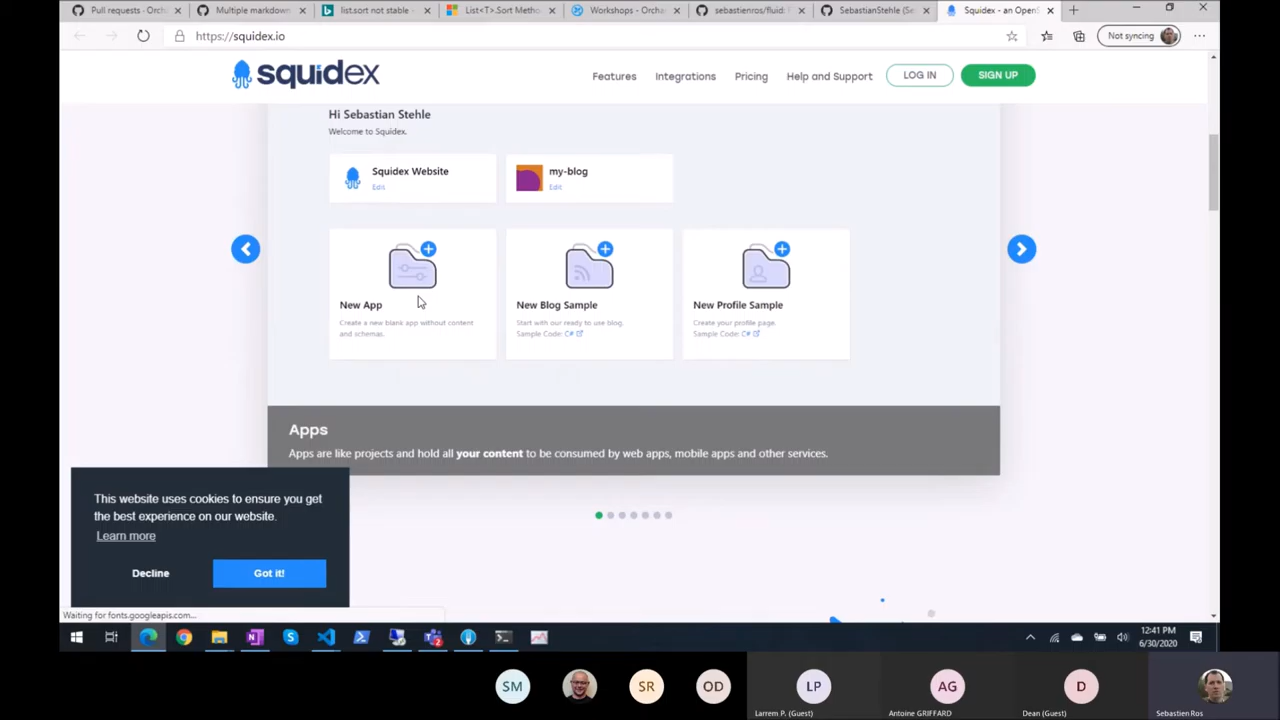 Pull requests · Orch
Multiple markdown
list.sort not stable -
List<T>.Sort Metho
Workshops - Orcha
sebastienros/fluid: F
SebastianStehle (Se
Squidex - an OpenS
https://squidex.io
Not syncing
squidex
Features
Integrations
Pricing
Help and Support
LOG IN
SIGN UP
Hi Sebastian Stehle
Welcome to Squidex.
Squidex Website
Edit
my-blog
Edit
New App
Create a new blank app without content
and schemas.
New Blog Sample
Start with our ready to use blog.
Sample Code: C#
New Profile Sample
Create your profile page.
Sample Code: C#
Apps
Apps are like projects and hold all your content to be consumed by web apps, mobile apps and other services.
This website uses cookies to ensure you get
the best experience on our website.
Learn more
Decline
Got it!
Waiting for fonts.googleapis.com...
12:41 PM
6/30/2020
SM
SR
OD
LP
AG
D
Larrem P. (Guest)
Antoine GRIFFARD
Dean (Guest)
Sebastien Ros